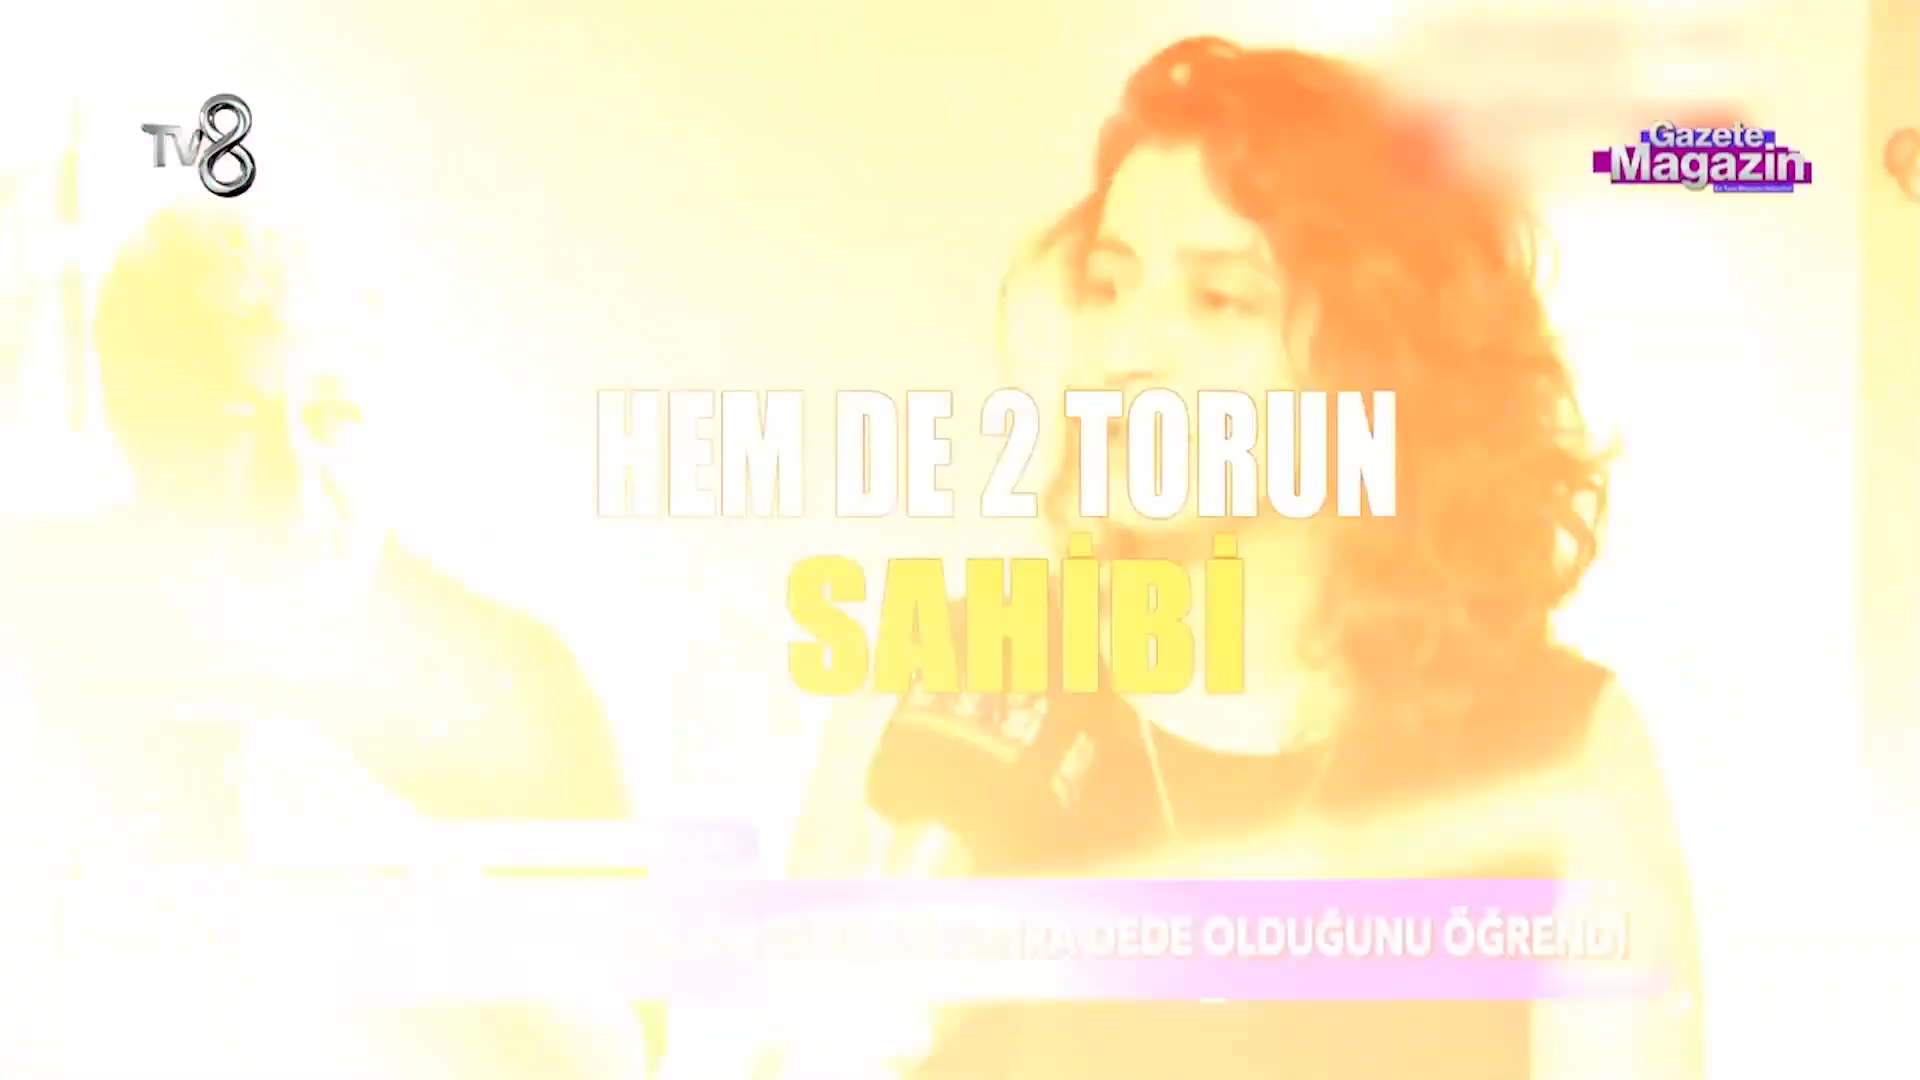 TV8
Gazete
Magazin
HEM DE 2 TORUN
SAHİBİ
DEDE OLDUĞUNU ÖĞRENDİ